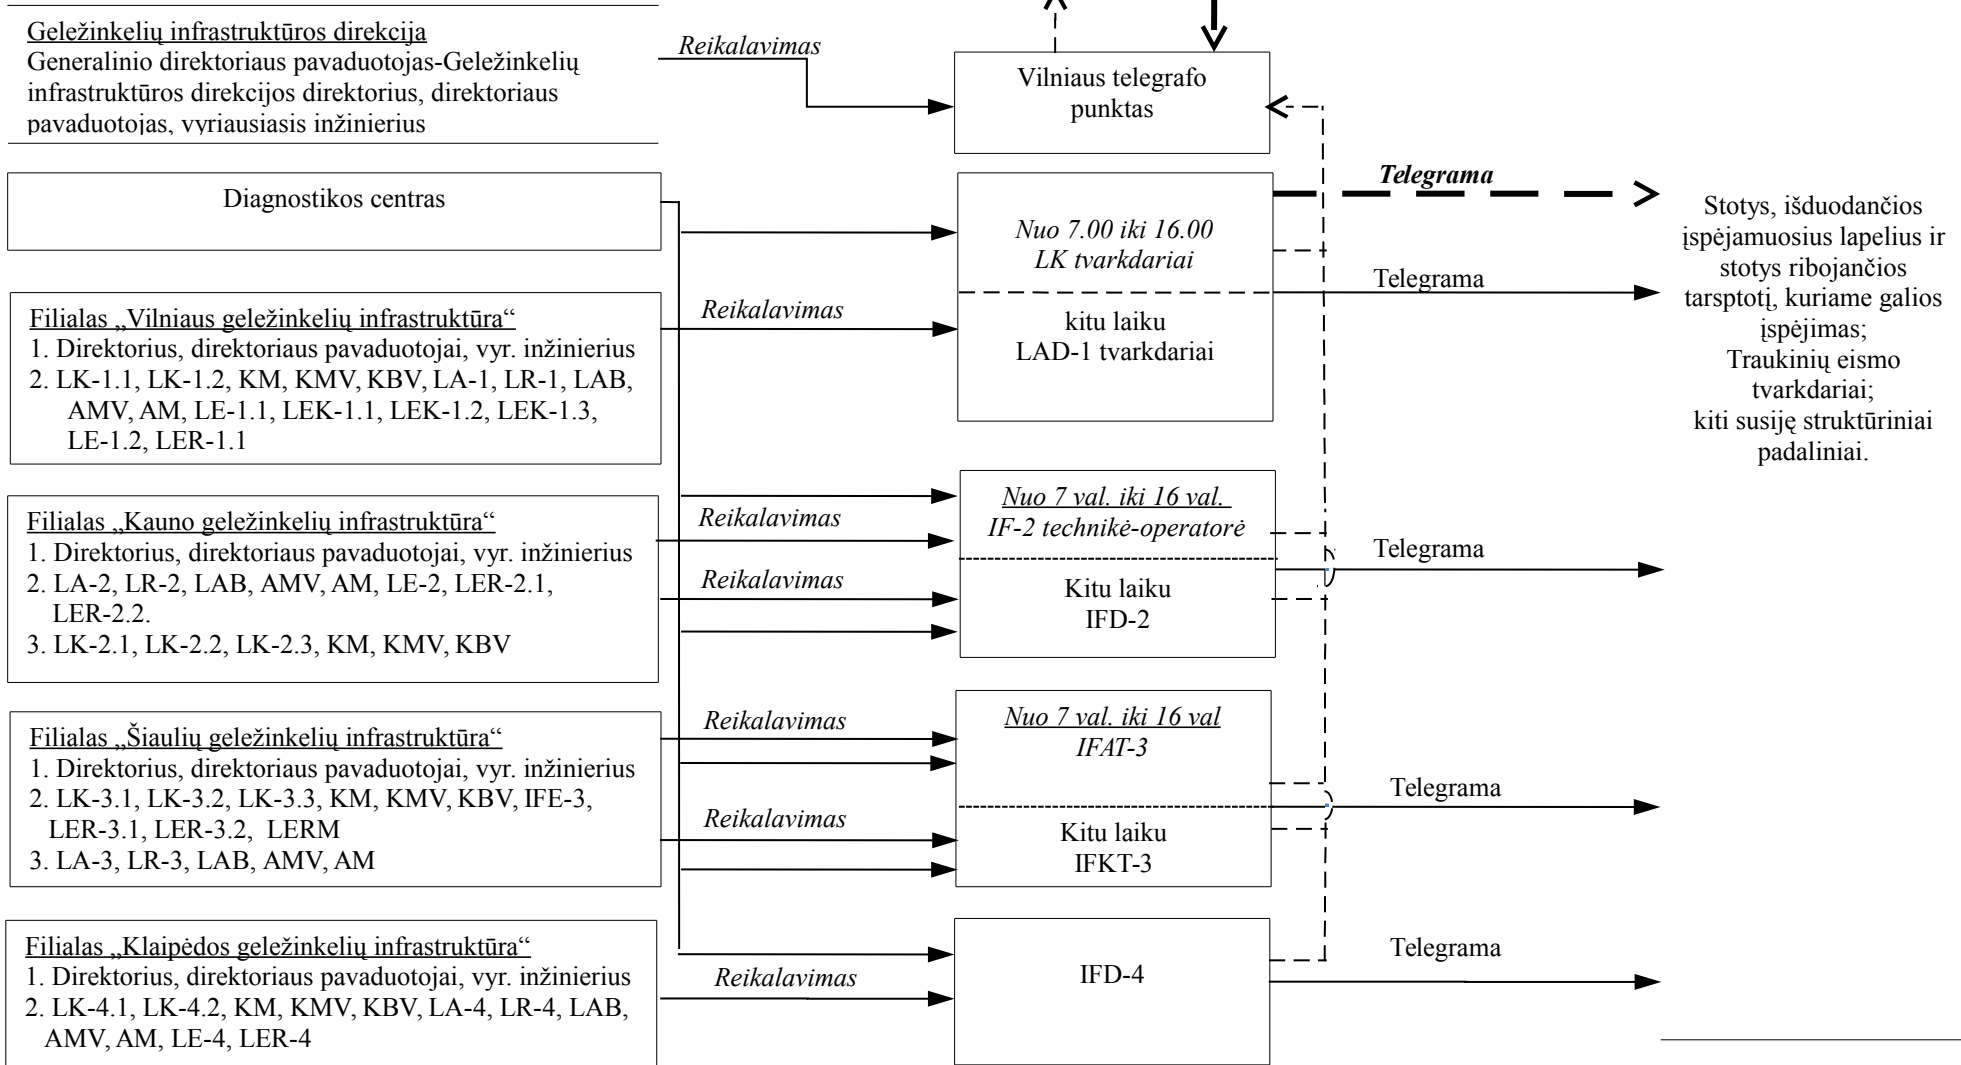 Geležinkelių infrastruktūros direkcija
Generalinio direktoriaus pavaduotojas-Geležinkelių
infrastruktūros direkcijos direktorius, direktoriaus
pavaduotojas, vyriausiasis inžinierius
Reikalavimas
Vilniaus telegrafo
punktas
Diagnostikos centras
Nuo 7.00 iki 16.00
LK tvarkdariai
kitu laiku
LAD-1 tvarkdariai
Telegrama
Telegrama
Stotys, išduodančios
įspėjamuosius lapelius ir
stotys ribojančios
tarsptotį, kuriame galios
įspėjimas;
Traukinių eismo
tvarkdariai;
kiti susiję struktūriniai
padaliniai.
Filialas „Vilniaus geležinkelių infrastruktūra“
1. Direktorius, direktoriaus pavaduotojai, vyr. inžinierius
2. LK-1.1, LK-1.2, KM, KMV, KBV, LA-1, LR-1, LAB,
AMV, AM, LE-1.1, LEK-1.1, LEK-1.2, LEK-1.3,
LE-1.2, LER-1.1
Reikalavimas
Filialas „Kauno geležinkelių infrastruktūra“
1. Direktorius, direktoriaus pavaduotojai, vyr. inžinierius
2. LA-2, LR-2, LAB, AMV, AM, LE-2, LER-2.1,
LER-2.2.
3. LK-2.1, LK-2.2, LK-2.3, KM, KMV, KBV
Reikalavimas
Reikalavimas
Nuo 7 val. iki 16 val.
IF-2 technikė-operatorė
Kitu laiku
IFD-2
Telegrama
Filialas „Šiaulių geležinkelių infrastruktūra“
1. Direktorius, direktoriaus pavaduotojai, vyr. inžinierius
2. LK-3.1, LK-3.2, LK-3.3, KM, KMV, KBV, IFE-3,
LER-3.1, LER-3.2, LERM
3. LA-3, LR-3, LAB, AMV, AM
Reikalavimas
Reikalavimas
Nuo 7 val. iki 16 val
IFAT-3
Kitu laiku
IFKT-3
Telegrama
Filialas „Klaipėdos geležinkelių infrastruktūra“
1. Direktorius, direktoriaus pavaduotojai, vyr. inžinierius
2. LK-4.1, LK-4.2, KM, KMV, KBV, LA-4, LR-4, LAB,
AMV, AM, LE-4, LER-4
Reikalavimas
IFD-4
Telegrama